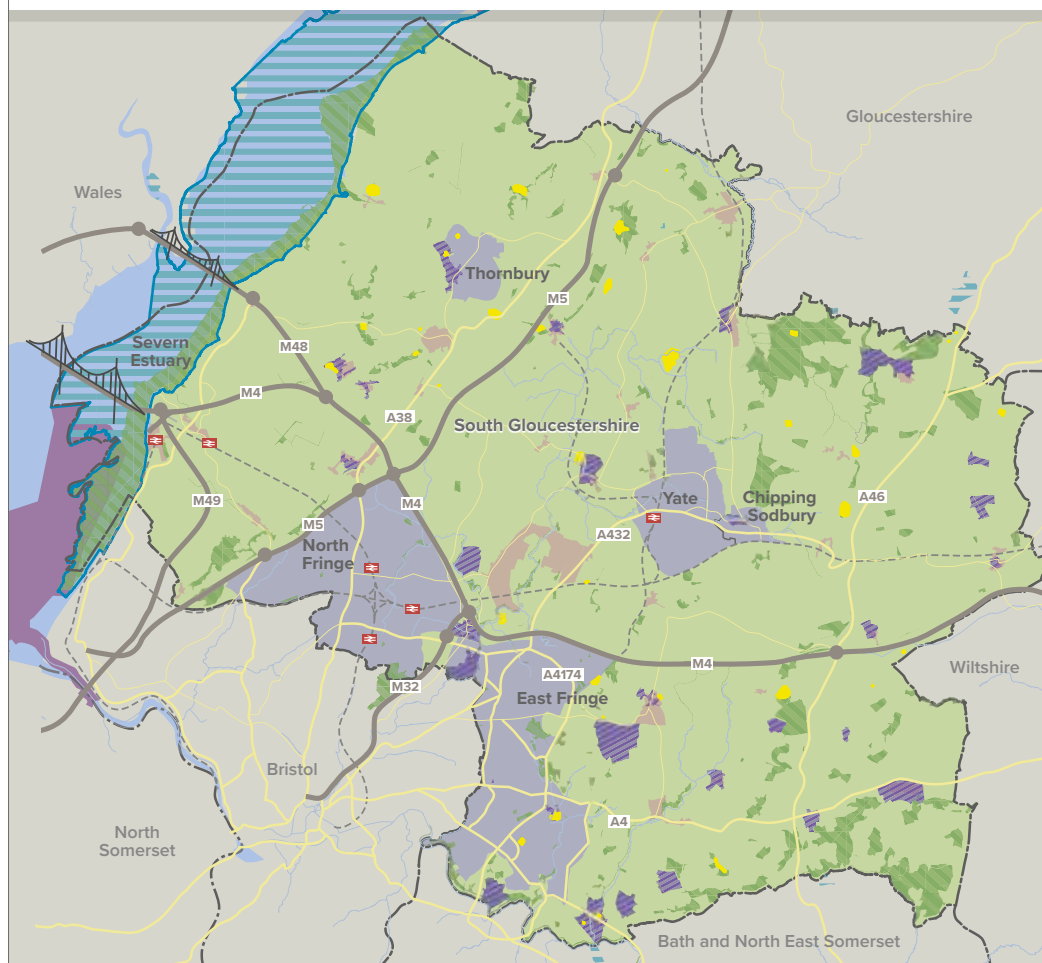 Gloucestershire
Wales
Thornbury
M5
Severn
Estuary
M48
M4
A38
South Gloucestershire
M49
M4
Yate
Chipping
Sodbury
A46
M5
A432
North
Fringe
M4
Wiltshire
A4174
M32
East Fringe
Bristol
A4
North
Somerset
Bath and North East Somerset